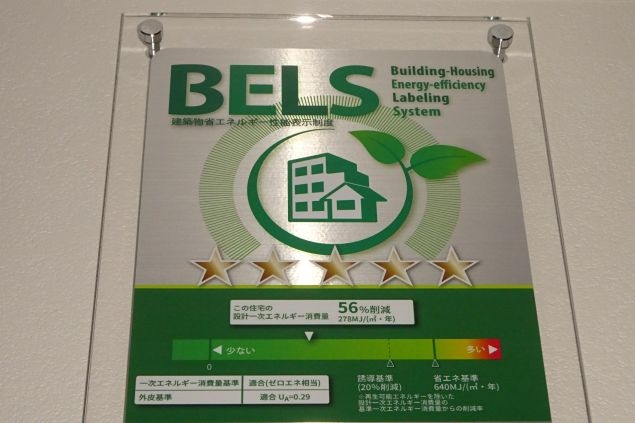 BELS
Building-Housing
Energy-efficiency
Labeling
System
建築物省エネルギー性能表示制度
この住宅の
設計一次エネルギー消費量
56%削減
278MJ/(㎡・年)
少ない
多い
0
誘導基準
(20%削減)
省エネ基準
640MJ/(㎡・年)
一次エネルギー消費量基準 適合(ゼロエネ相当)
外皮基準 適合 UA=0.29
※再生可能エネルギーを除いた
設計一次エネルギー消費量の
基準一次エネルギー消費量からの削減率